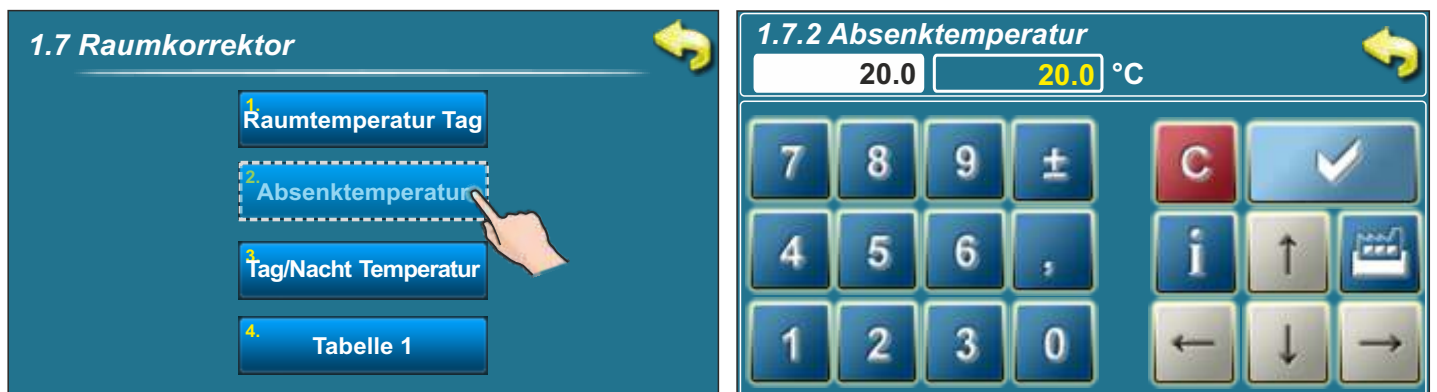 1.7 Raumkorrektor
1.
Raumtemperatur Tag
2.
Absenktemperatur
3.
Tag/Nacht Temperatur
4.
Tabelle 1
1.7.2 Absenktemperatur
20.0 20.0 °C
7 8 9 ± C
4 5 6 , i ↑
1 2 3 0 ← ↓ →